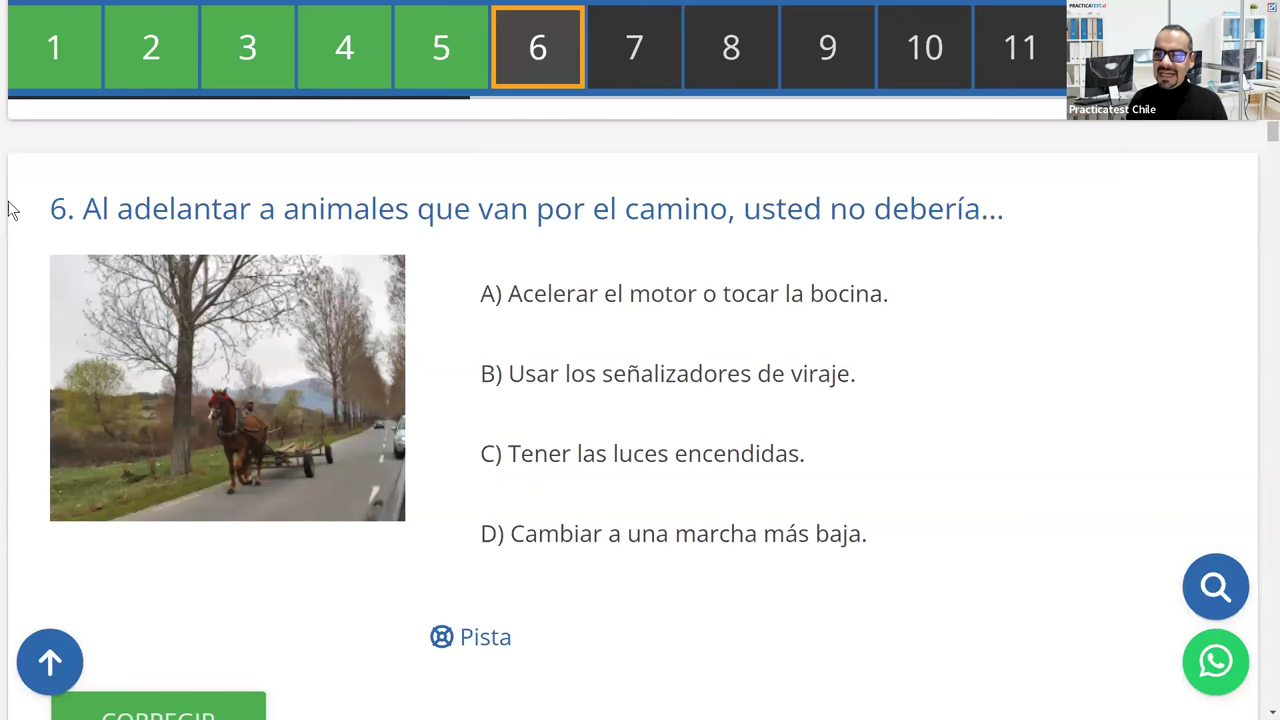 1 2 3 4 5 6 7 8 9 10 11
PRACTICATEST.cl
Practicatest Chile
6. Al adelantar a animales que van por el camino, usted no debería...
A) Acelerar el motor o tocar la bocina.
B) Usar los señalizadores de viraje.
C) Tener las luces encendidas.
D) Cambiar a una marcha más baja.
Pista
CORREGIR